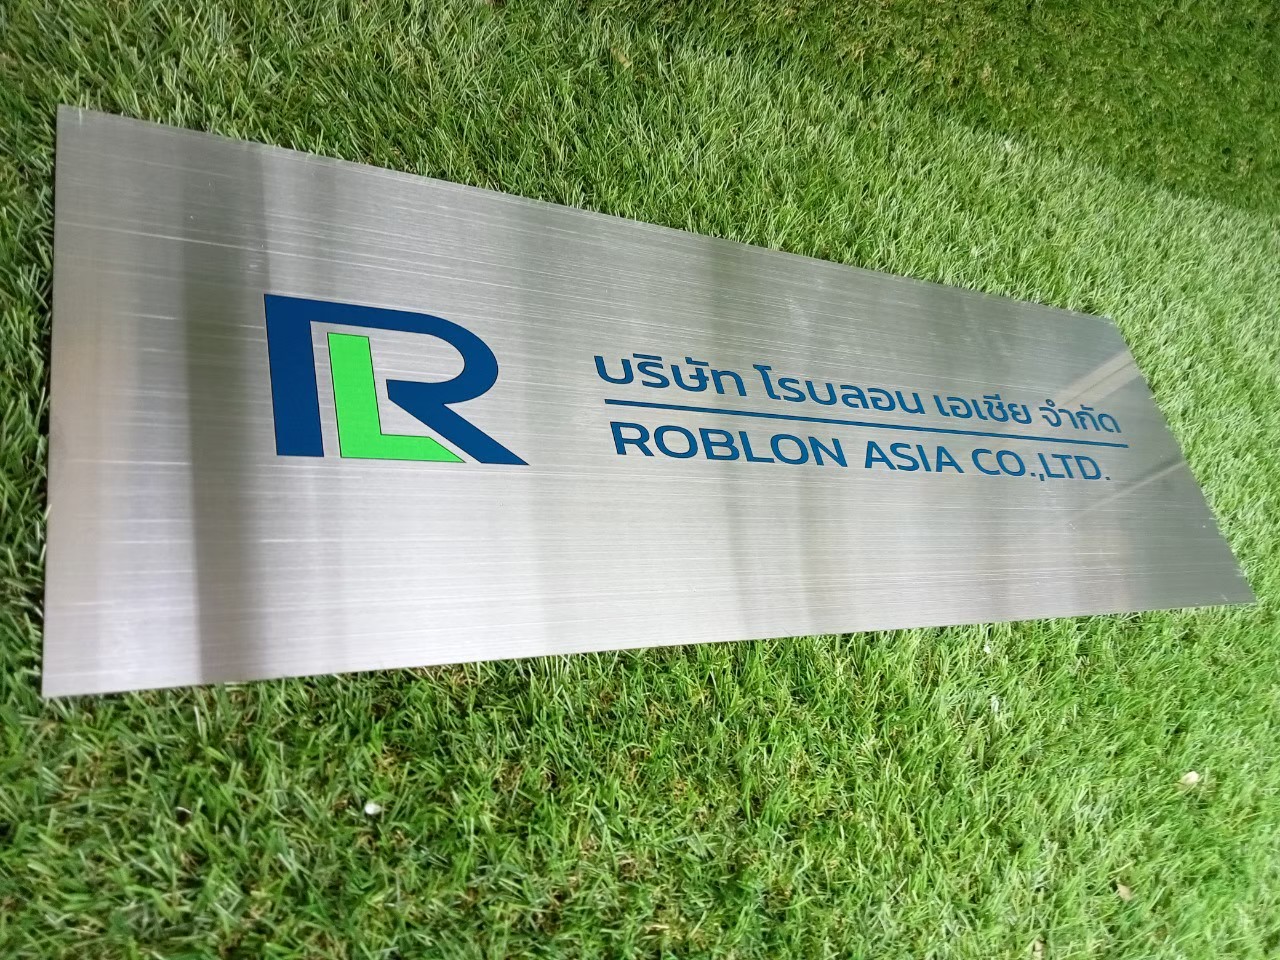 RL
บริษัท โรบลอน เอเชีย จำกัด
ROBLON ASIA CO.,LTD.